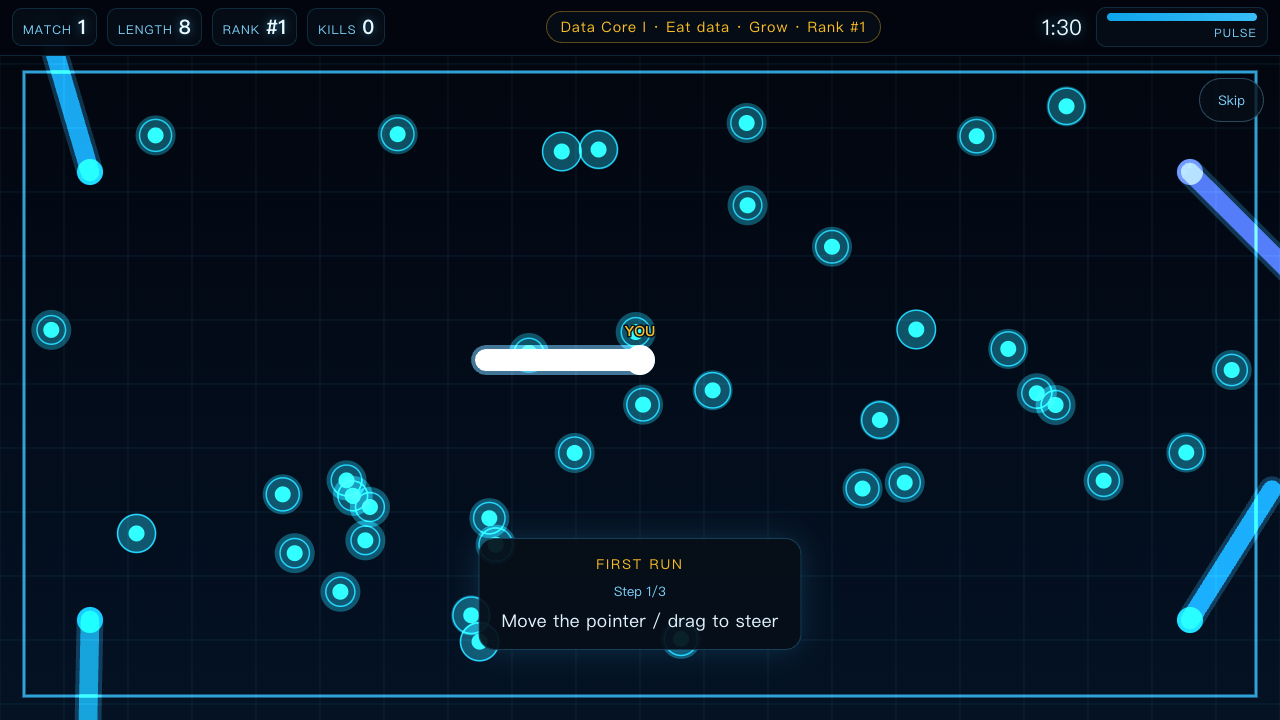 MATCH 1
LENGTH 8
RANK #1
KILLS 0
Data Core I · Eat data · Grow · Rank #1
1:30
PULSE
Skip
YOU
FIRST RUN
Step 1/3
Move the pointer / drag to steer